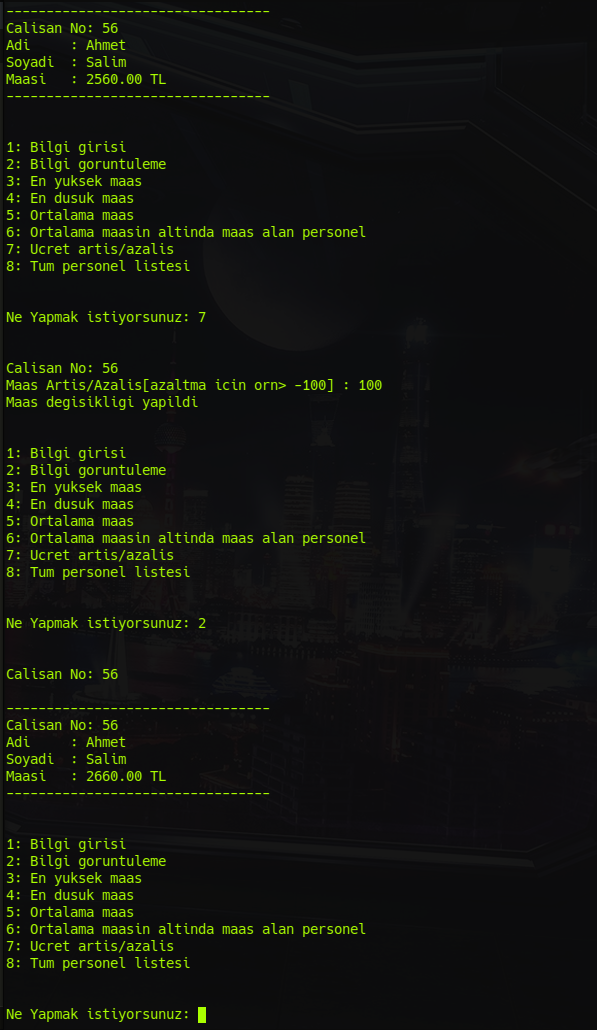 ---------------------------------
Calisan No: 56
Adi     : Ahmet
Soyadi  : Salim
Maasi   : 2560.00 TL
---------------------------------
1: Bilgi girisi
2: Bilgi goruntuleme
3: En yuksek maas
4: En dusuk maas
5: Ortalama maas
6: Ortalama maasin altinda maas alan personel
7: Ucret artis/azalis
8: Tum personel listesi
Ne Yapmak istiyorsunuz: 7
Calisan No: 56
Maas Artis/Azalis[azaltma icin orn> -100] : 100
Maas degisikligi yapildi
1: Bilgi girisi
2: Bilgi goruntuleme
3: En yuksek maas
4: En dusuk maas
5: Ortalama maas
6: Ortalama maasin altinda maas alan personel
7: Ucret artis/azalis
8: Tum personel listesi
Ne Yapmak istiyorsunuz: 2
Calisan No: 56
---------------------------------
Calisan No: 56
Adi     : Ahmet
Soyadi  : Salim
Maasi   : 2660.00 TL
---------------------------------
1: Bilgi girisi
2: Bilgi goruntuleme
3: En yuksek maas
4: En dusuk maas
5: Ortalama maas
6: Ortalama maasin altinda maas alan personel
7: Ucret artis/azalis
8: Tum personel listesi
Ne Yapmak istiyorsunuz: